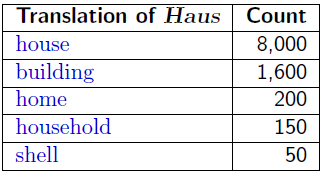 Translation of Haus Count
house 8,000
building 1,600
home 200
household 150
shell 50